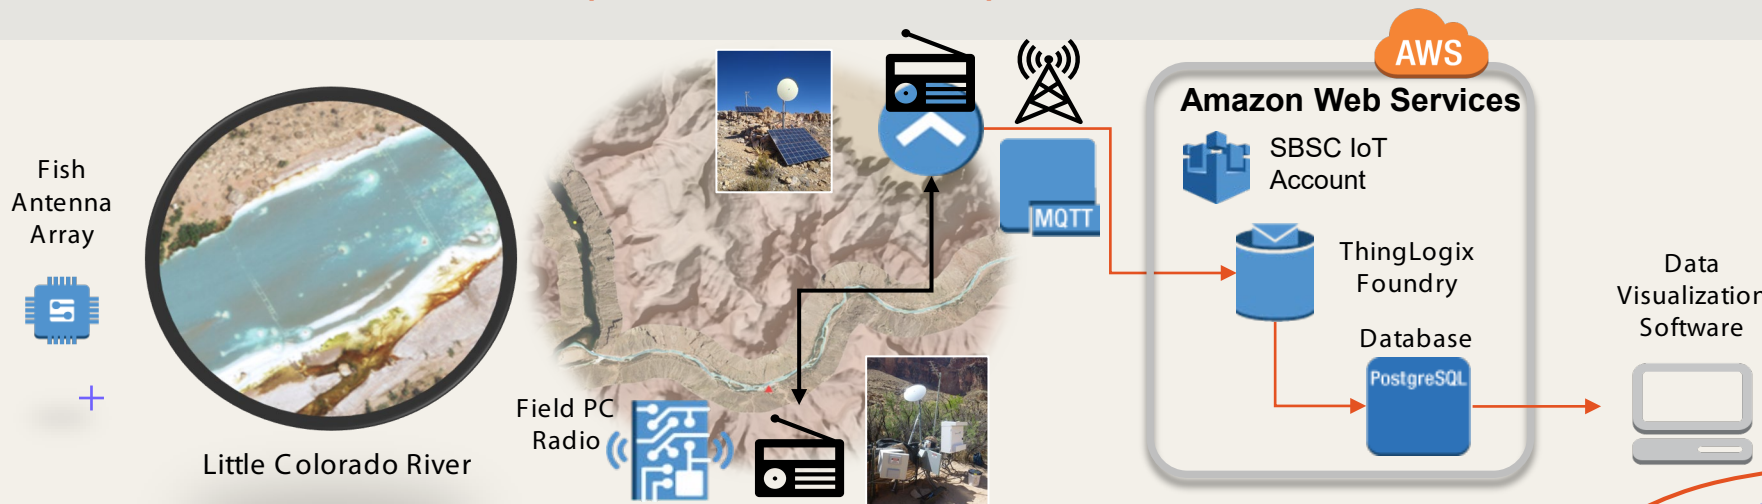 Fish
Antenna
Array
Little Colorado River
Field PC
Radio
MQTT
AWS
Amazon Web Services
SBSC IoT
Account
ThingLogix
Foundry
Database
PostgreSQL
Data
Visualization
Software